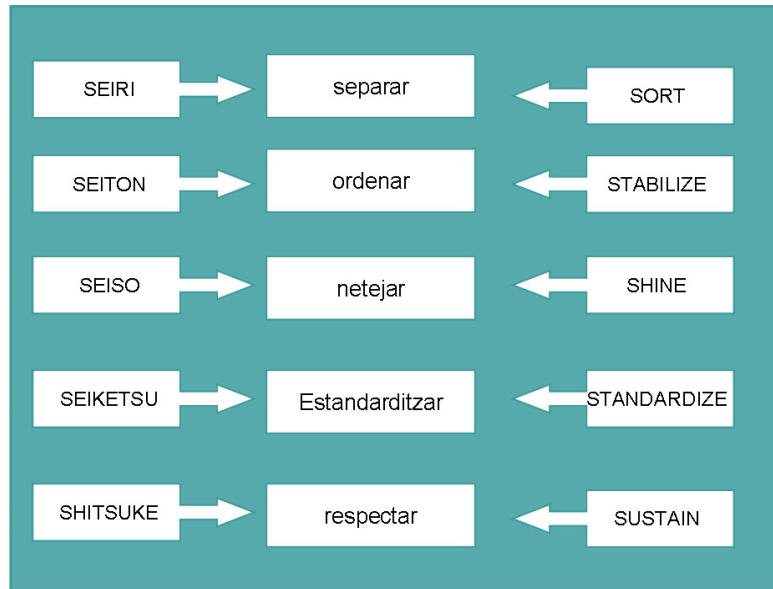 SEIRI
separar
SORT
SEITON
ordenar
STABILIZE
SEISO
netejar
SHINE
SEIKETSU
Estandarditzar
STANDARDIZE
SHITSUKE
respectar
SUSTAIN